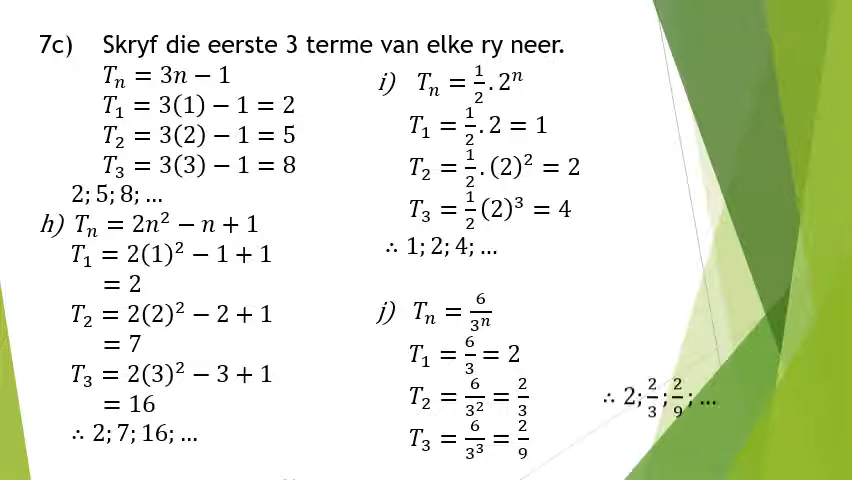 7c) Skryf die eerste 3 terme van elke ry neer.
Tₙ = 3n − 1
T₁ = 3(1) − 1 = 2
T₂ = 3(2) − 1 = 5
T₃ = 3(3) − 1 = 8
2; 5; 8; …
h) Tₙ = 2n² − n + 1
T₁ = 2(1)² − 1 + 1
= 2
T₂ = 2(2)² − 2 + 1
= 7
T₃ = 2(3)² − 3 + 1
= 16
∴ 2; 7; 16; …
i) Tₙ = 1/2 . 2ⁿ
T₁ = 1/2 . 2 = 1
T₂ = 1/2 . (2)² = 2
T₃ = 1/2 (2)³ = 4
∴ 1; 2; 4; …
j) Tₙ = 6/3ⁿ
T₁ = 6/3 = 2
T₂ = 6/3² = 2/3
T₃ = 6/3³ = 2/9
∴ 2; 2/3; 2/9; …